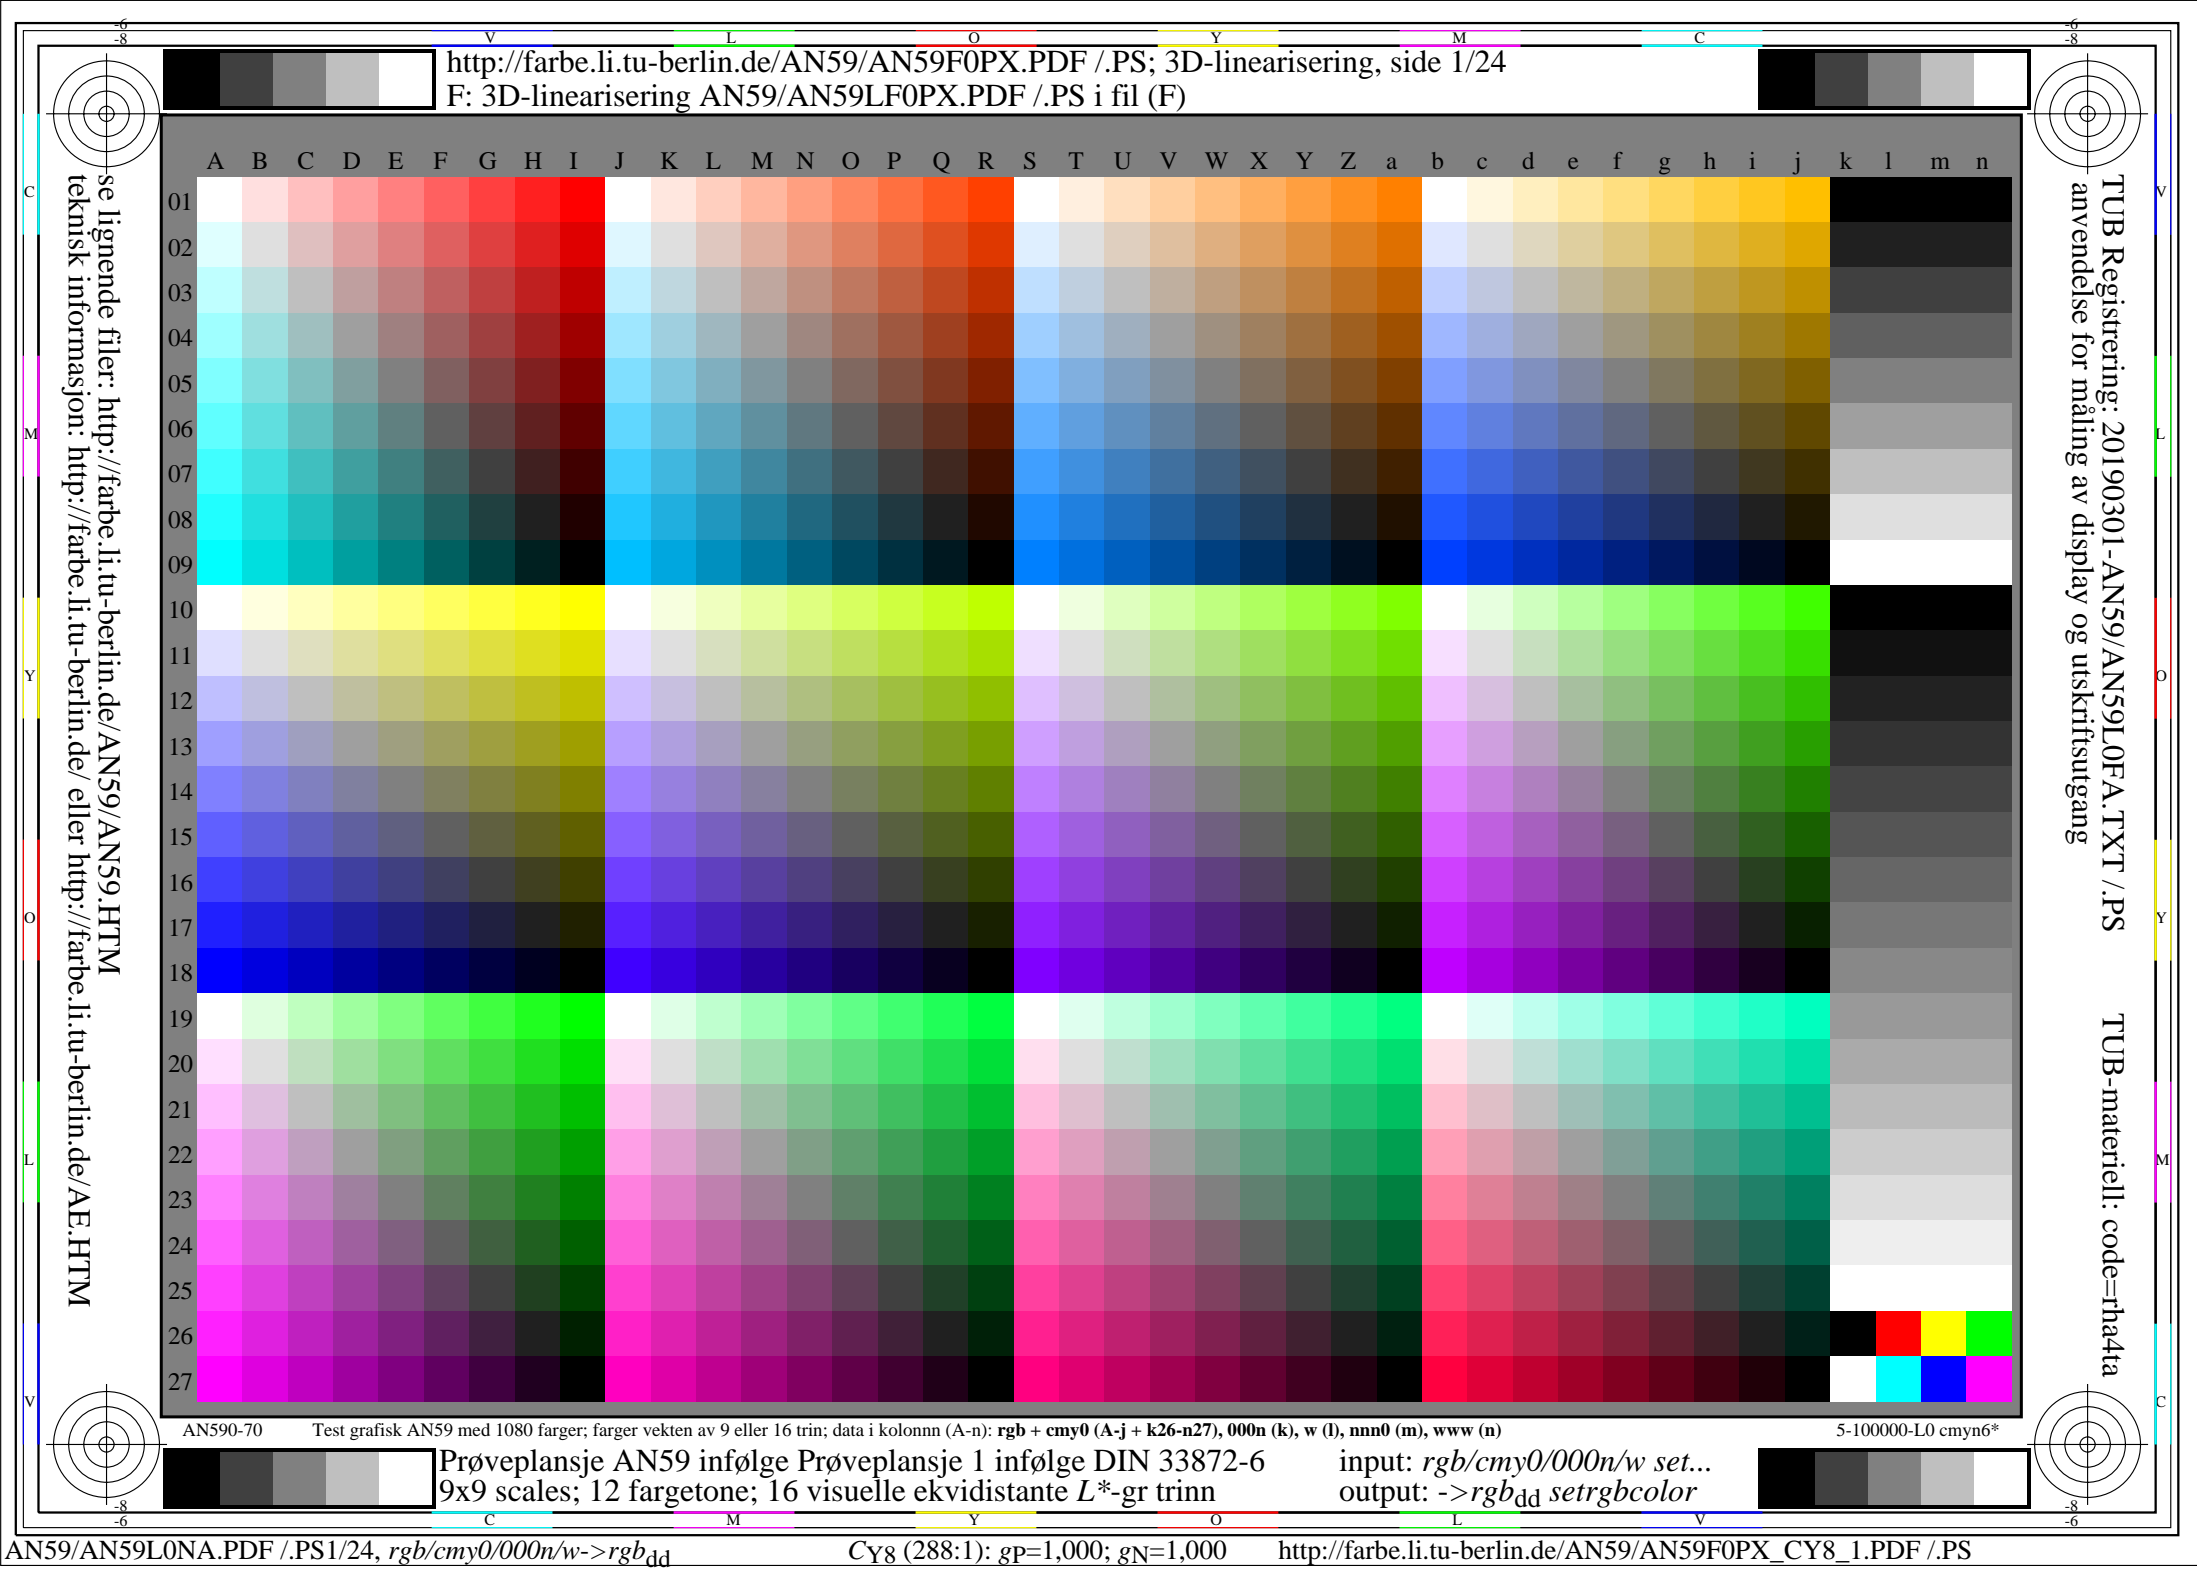 -6
-8
V L O Y M C
-6
-8
http://farbe.li.tu-berlin.de/AN59/AN59F0PX.PDF /.PS; 3D-linearisering, side 1/24
F: 3D-linearisering AN59/AN59LF0PX.PDF /.PS i fil (F)
A B C D E F G H I J K L M N O P Q R S T U V W X Y Z a b c d e f g h i j k l m n
01
02
03
04
05
06
07
08
09
10
11
12
13
14
15
16
17
18
19
20
21
22
23
24
25
26
27
C
M
Y
O
L
V
se lignende filer: http://farbe.li.tu-berlin.de/AN59/AN59.HTM
teknisk informasjon: http://farbe.li.tu-berlin.de/ eller http://farbe.li.tu-berlin.de/AE.HTM
TUB Registrering: 20190301-AN59/AN59L0FA.TXT /.PS
anvendelse for måling av display og utskriftsutgang
TUB-materiell: code=rha4ta
V
L
O
Y
M
C
AN590-70
Test grafisk AN59 med 1080 farger; farger vekten av 9 eller 16 trin; data i kolonnn (A-n): rgb + cmy0 (A-j + k26-n27), 000n (k), w (l), nnn0 (m), www (n)
5-100000-L0 cmyn6*
Prøveplansje AN59 infølge Prøveplansje 1 infølge DIN 33872-6
9x9 scales; 12 fargetone; 16 visuelle ekvidistante L*-gr trinn
input: rgb/cmy0/000n/w set...
output: ->rgbdd setrgbcolor
-8
-6
C M Y O L V
-8
-6
AN59/AN59L0NA.PDF /.PS1/24, rgb/cmy0/000n/w->rgbdd
CY8 (288:1): gP=1,000; gN=1,000
http://farbe.li.tu-berlin.de/AN59/AN59F0PX_CY8_1.PDF /.PS